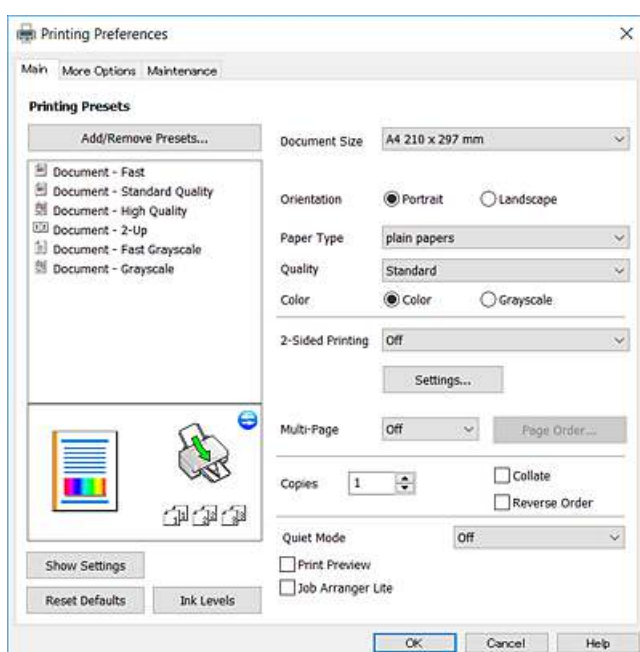 Printing Preferences
Main More Options Maintenance
Printing Presets
Add/Remove Presets...
Document - Fast
Document - Standard Quality
Document - High Quality
Document - 2-Up
Document - Fast Grayscale
Document - Grayscale
Show Settings
Reset Defaults Ink Levels
Document Size A4 210 x 297 mm
Orientation Portrait Landscape
Paper Type plain papers
Quality Standard
Color Color Grayscale
2-Sided Printing Off
Settings...
Multi-Page Off Page Order...
Copies 1 Collate
Reverse Order
Quiet Mode Off
Print Preview
Job Arranger Lite
OK Cancel Help